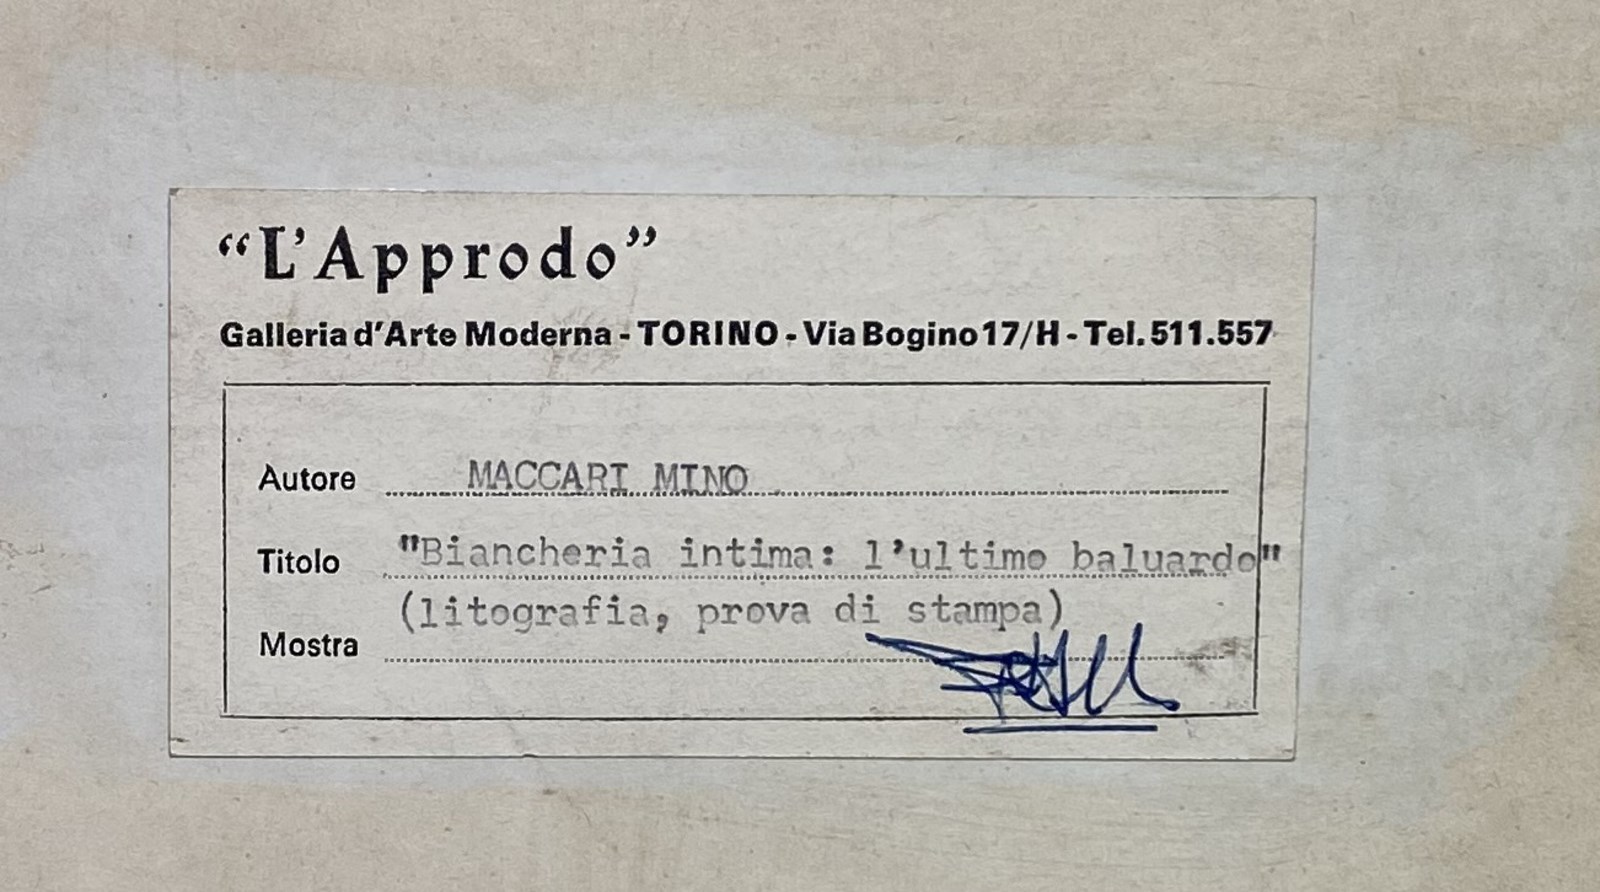 “L'Approdo”
Galleria d'Arte Moderna - TORINO - Via Bogino 17/H - Tel. 511.557
Autore MACCARI MINO
Titolo "Biancheria intima: l'ultimo baluardo"
(litografia, prova di stampa)
Mostra